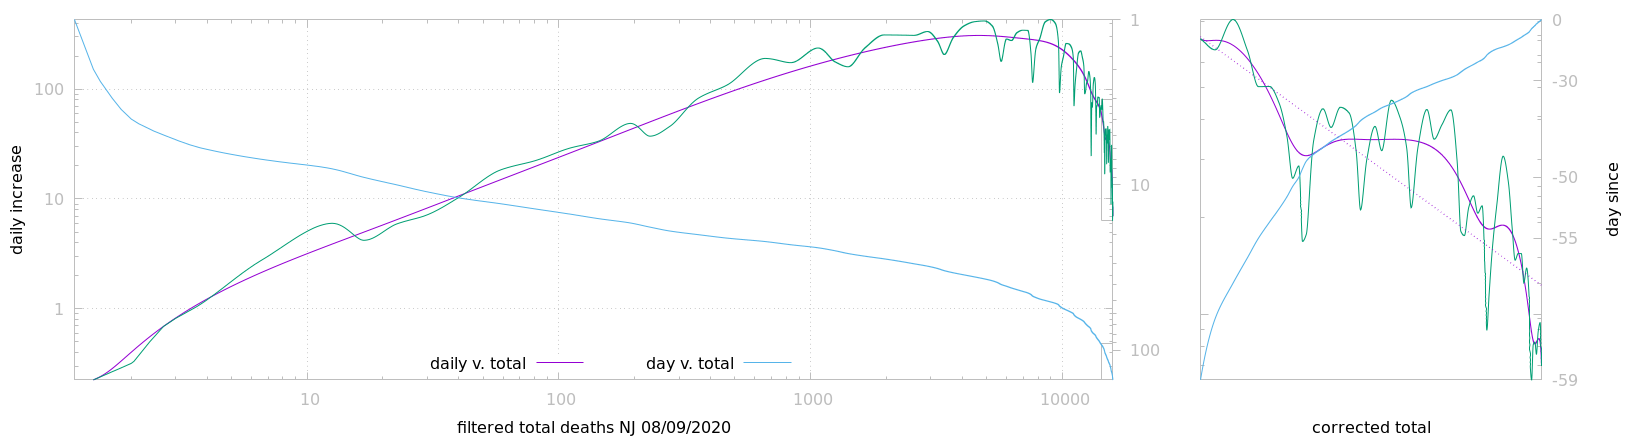 1
0
100
-30
daily increase
10
10
-50
day since
-55
1
daily v. total
day v. total
100
-59
10
100
1000
10000
filtered total deaths NJ 08/09/2020
corrected total